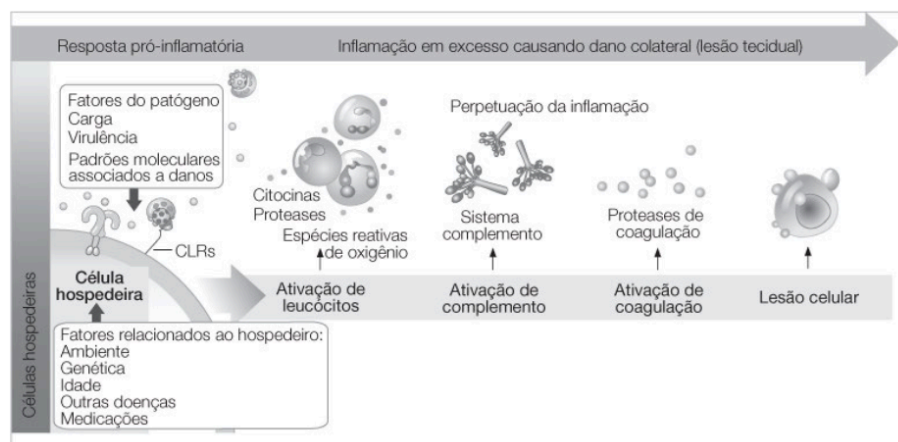 Resposta pró-inflamatória
Inflamação em excesso causando dano colateral (lesão tecidual)
Fatores do patógeno
Carga
Virulência
Padrões moleculares
associados a danos
CLRs
Célula
hospedeira
Fatores relacionados ao hospedeiro:
Ambiente
Genética
Idade
Outras doenças
Medicações
Células hospedeiras
Citocinas
Proteases
Espécies reativas
de oxigênio
Ativação de
leucócitos
Perpetuação da inflamação
Sistema
complemento
Ativação de
complemento
Proteases de
coagulação
Ativação de
coagulação
Lesão celular